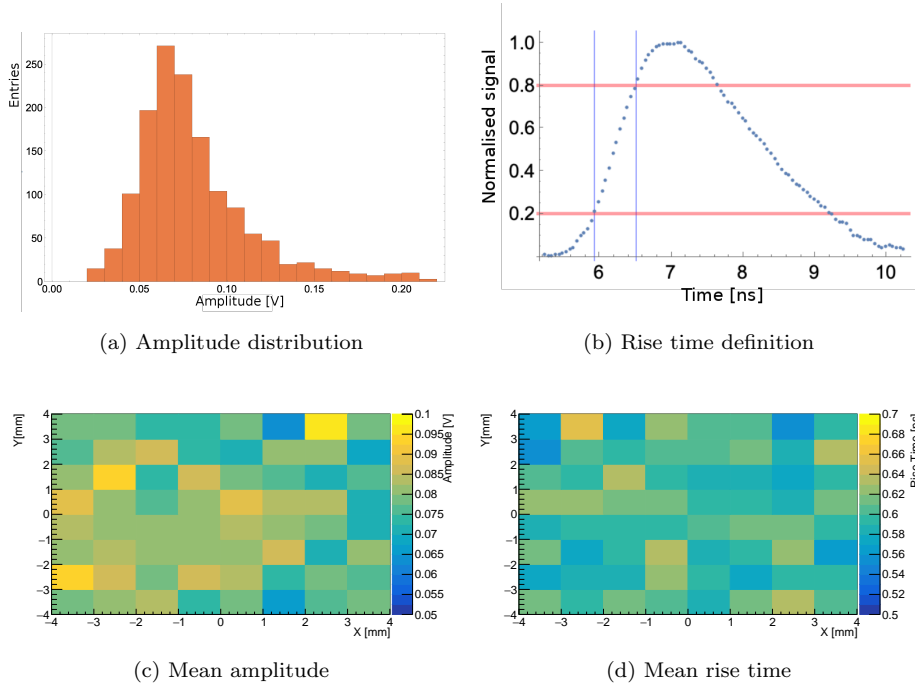 Entries
250
200
150
100
50
0
0.00 0.05 0.10 0.15 0.20
Amplitude [V]
(a) Amplitude distribution
Normalised signal
1.0
0.8
0.6
0.4
0.2
6 7 8 9 10
Time [ns]
(b) Rise time definition
Y[mm]
4
3
2
1
0
−1
−2
−3
−4
−4 −3 −2 −1 0 1 2 3 4
X [mm]
0.1
0.095
0.09
0.085
0.08
0.075
0.07
0.065
0.06
0.055
0.05
Amplitude [V]
(c) Mean amplitude
Y[mm]
4
3
2
1
0
−1
−2
−3
−4
−4 −3 −2 −1 0 1 2 3 4
X [mm]
0.7
0.68
0.66
0.64
0.62
0.6
0.58
0.56
0.54
0.52
0.5
Rise Time [ns]
(d) Mean rise time